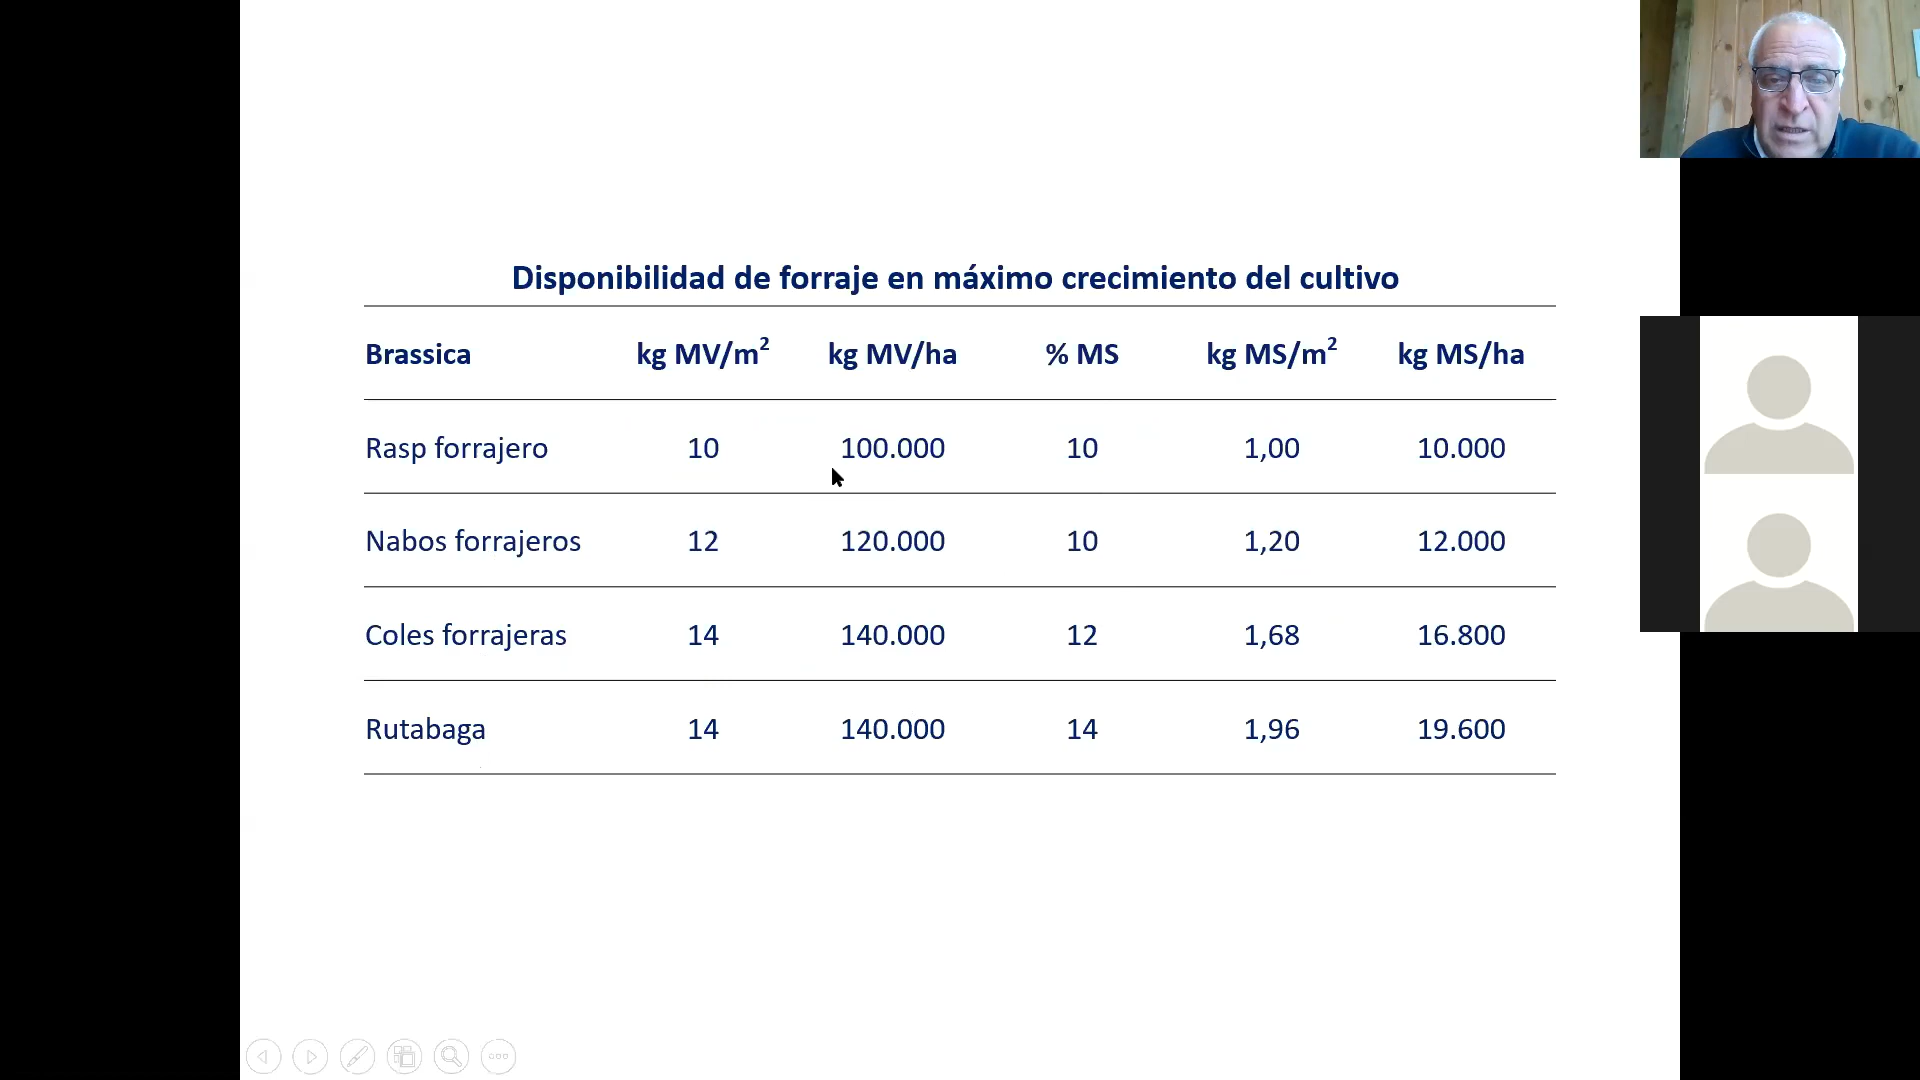 Disponibilidad de forraje en máximo crecimiento del cultivo
Brassica kg MV/m² kg MV/ha % MS kg MS/m² kg MS/ha
Rasp forrajero 10 100.000 10 1,00 10.000
Nabos forrajeros 12 120.000 10 1,20 12.000
Coles forrajeras 14 140.000 12 1,68 16.800
Rutabaga 14 140.000 14 1,96 19.600